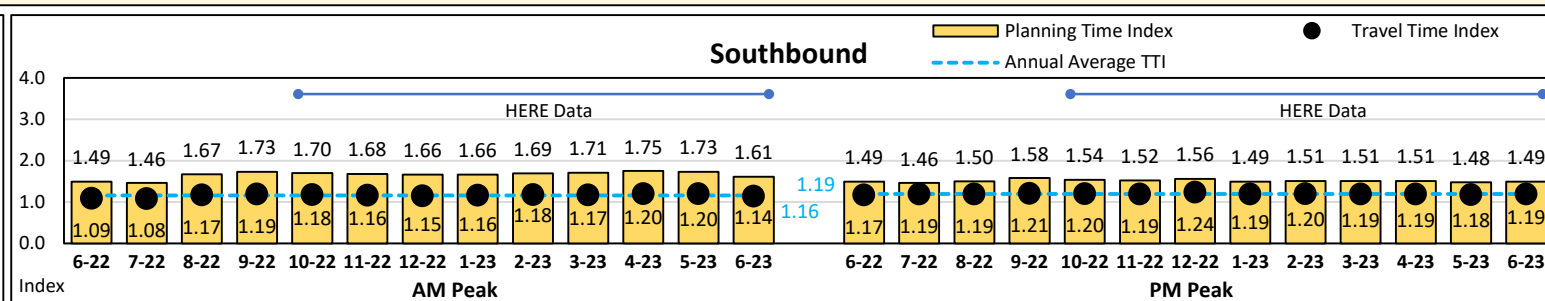 Planning Time Index
Travel Time Index
Southbound
Annual Average TTI
4.0
HERE Data
HERE Data
3.0
1.49 1.46 1.67 1.73 1.70 1.68 1.66 1.66 1.69 1.71 1.75 1.73 1.61 1.49 1.46 1.50 1.58 1.54 1.52 1.56 1.49 1.51 1.51 1.51 1.48 1.49
2.0
1.19
1.0
1.16
1.09 1.08 1.17 1.19 1.18 1.16 1.15 1.16 1.18 1.17 1.20 1.20 1.14 1.17 1.19 1.19 1.21 1.20 1.19 1.24 1.19 1.20 1.19 1.19 1.18 1.19
0.0
6-22 7-22 8-22 9-22 10-22 11-22 12-22 1-23 2-23 3-23 4-23 5-23 6-23 6-22 7-22 8-22 9-22 10-22 11-22 12-22 1-23 2-23 3-23 4-23 5-23 6-23
Index
AM Peak
PM Peak